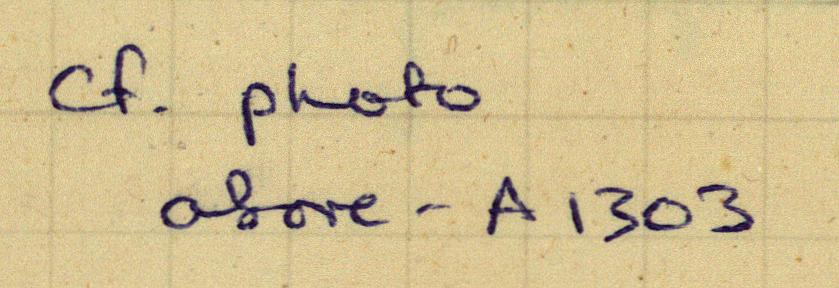 Cf. photo
above - A 1303